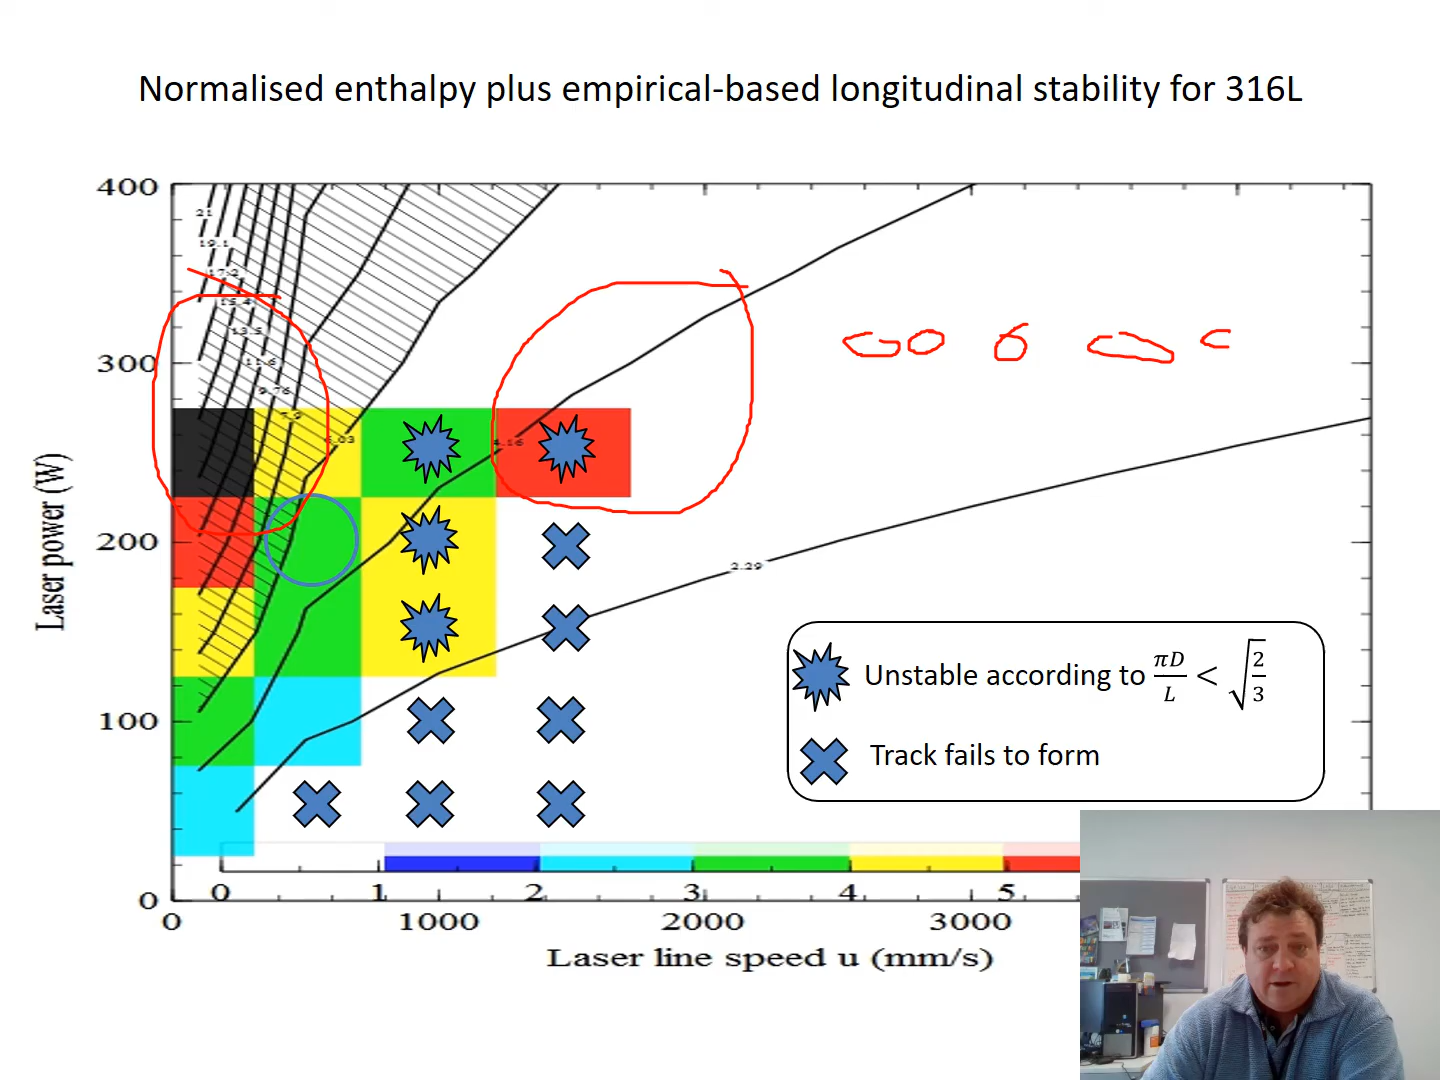 Normalised enthalpy plus empirical-based longitudinal stability for 316L
400
300
200
100
0
Laser power (W)
21
19.1
17.2
15.4
13.5
11.6
9.76
7.9
6.03
4.16
2.29
Unstable according to πD/L < √2/3
Track fails to form
0 1 2 3 4 5
0 1000 2000 3000
Laser line speed u (mm/s)